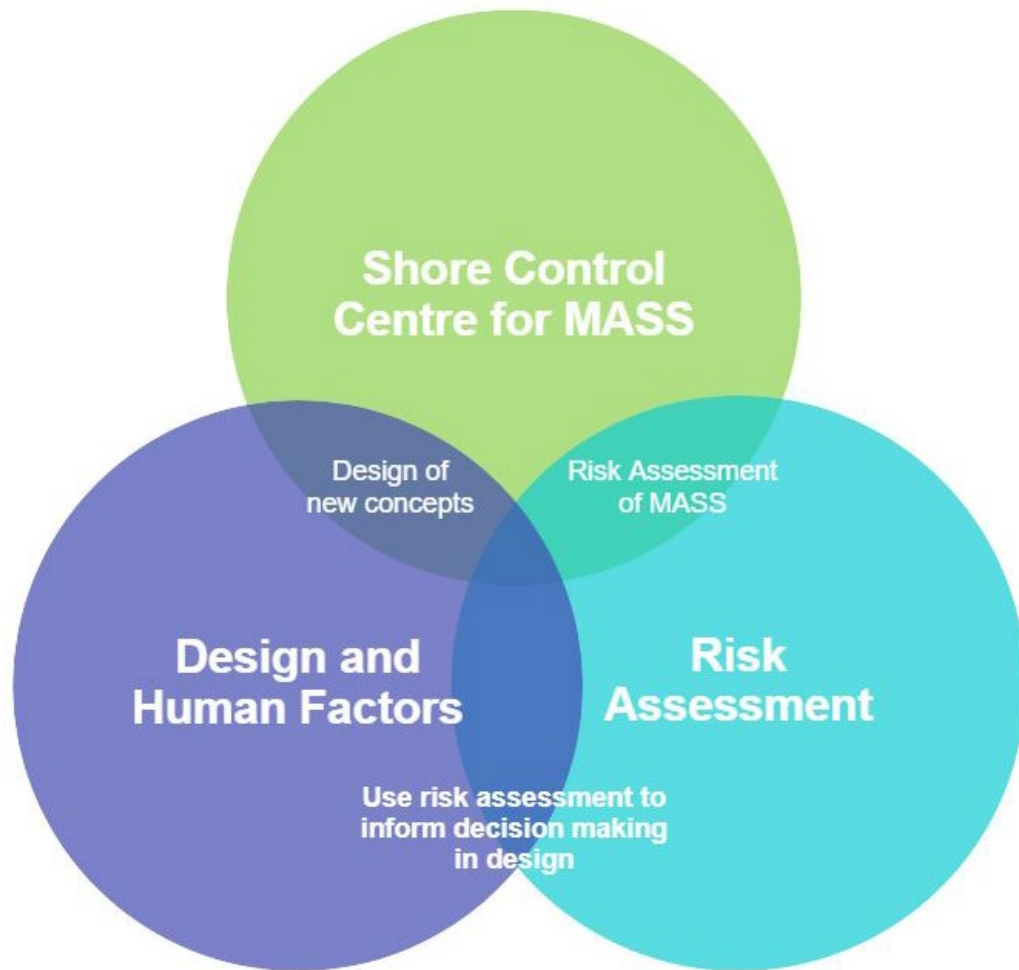 Shore Control
Centre for MASS
Design of
new concepts
Risk Assessment
of MASS
Design and
Human Factors
Risk
Assessment
Use risk assessment to
inform decision making
in design